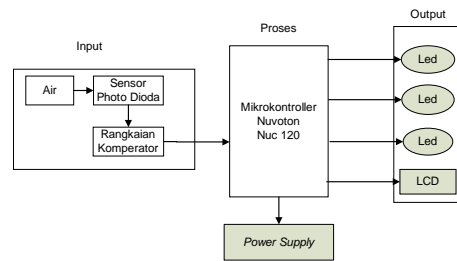 Input
Proses
Output
Air
Sensor
Photo Dioda
Rangkaian
Komperator
Mikrokontroller
Nuvoton
Nuc 120
Led
Led
Led
LCD
Power Supply